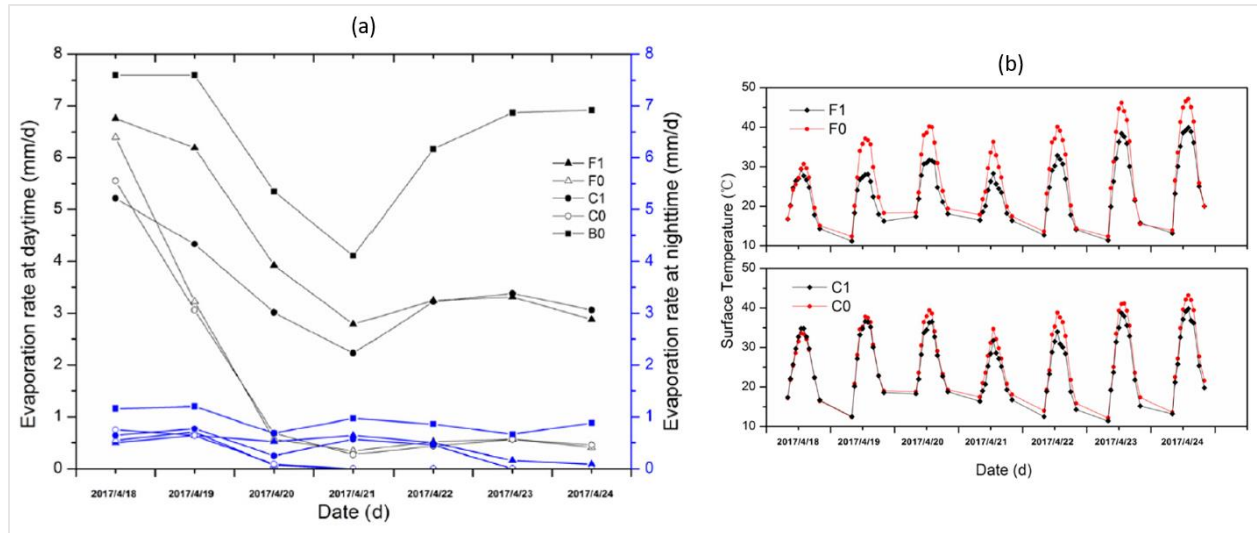 (a)
8
7
6
5
4
3
2
1
0
Evaporation rate at daytime (mm/d)
F1
F0
C1
C0
B0
8
7
6
5
4
3
2
1
0
Evaporation rate at nighttime (mm/d)
2017/4/18 2017/4/19 2017/4/20 2017/4/21 2017/4/22 2017/4/23 2017/4/24
Date (d)
(b)
50
40
30
20
10
F1
F0
50
40
30
20
10
C1
C0
Surface Temperature (℃)
2017/4/18 2017/4/19 2017/4/20 2017/4/21 2017/4/22 2017/4/23 2017/4/24
Date (d)